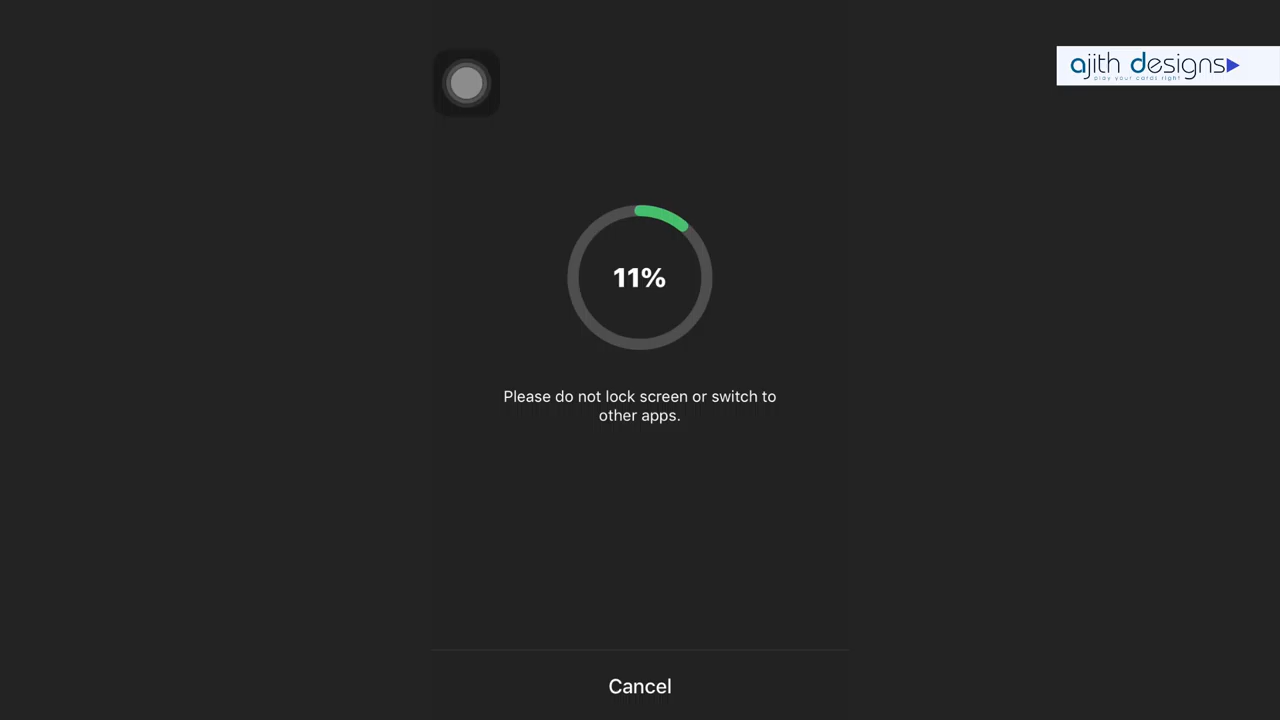 ajith designs
play your cards right
11%
Please do not lock screen or switch to
other apps.
Cancel